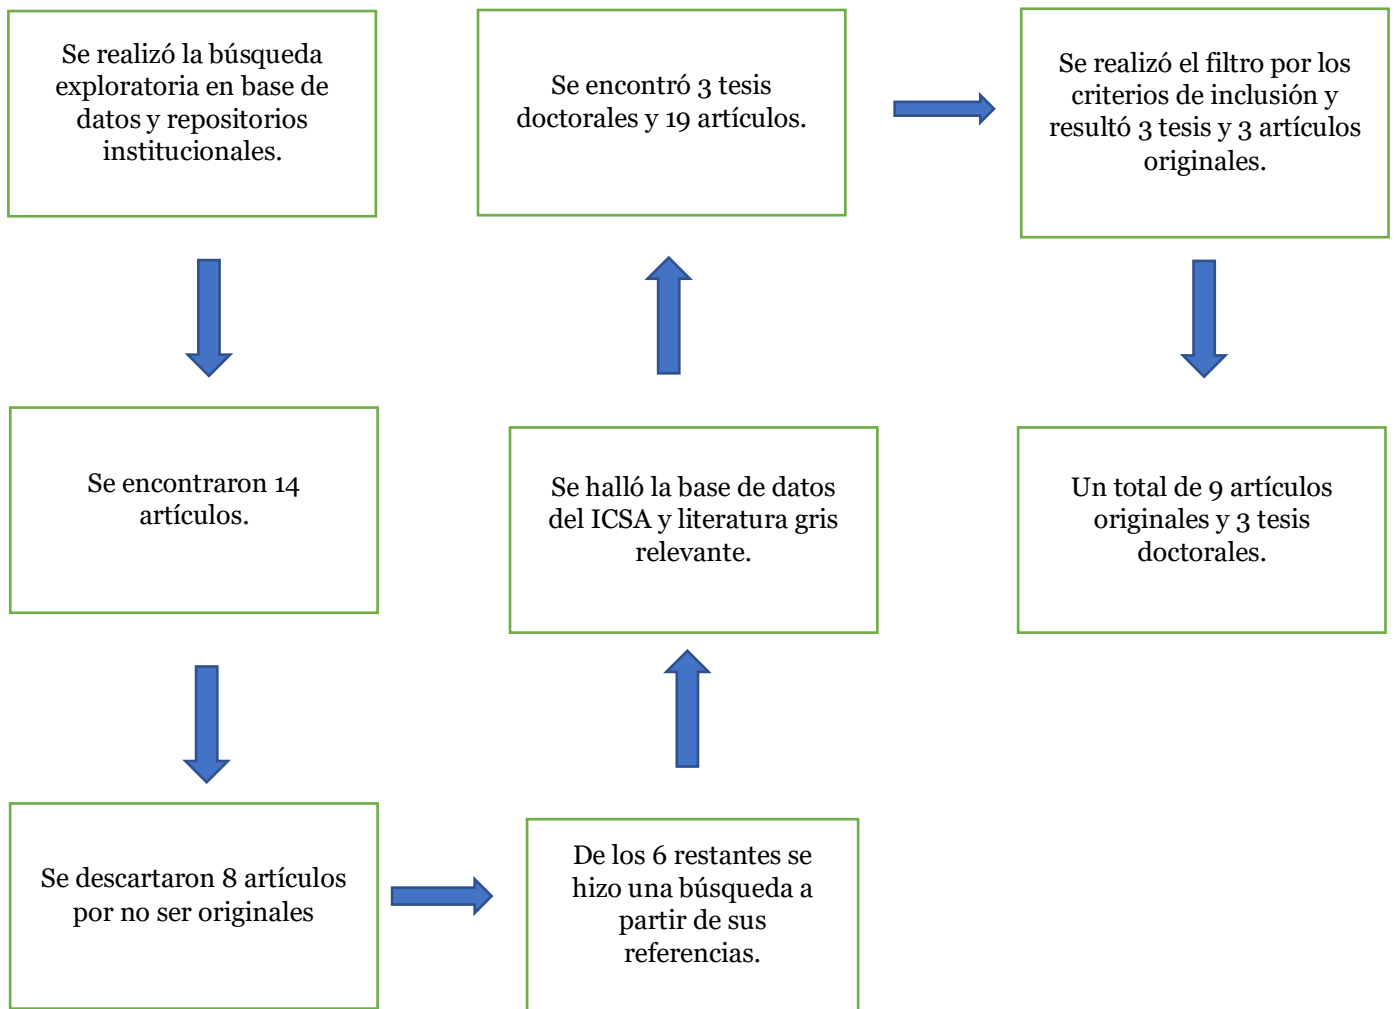 Se realizó la búsqueda
exploratoria en base de
datos y repositorios
institucionales.
Se encontraron 14
artículos.
Se descartaron 8 artículos
por no ser originales
De los 6 restantes se
hizo una búsqueda a
partir de sus
referencias.
Se halló la base de datos
del ICSA y literatura gris
relevante.
Se encontró 3 tesis
doctorales y 19 artículos.
Se realizó el filtro por los
criterios de inclusión y
resultó 3 tesis y 3 artículos
originales.
Un total de 9 artículos
originales y 3 tesis
doctorales.